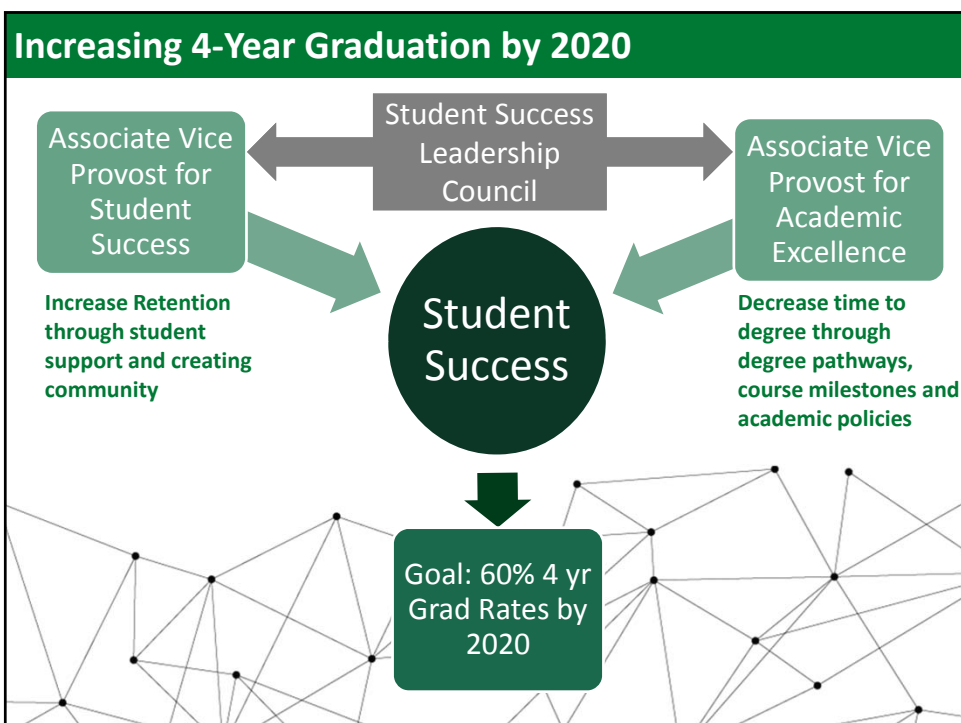 Increasing 4-Year Graduation by 2020
Associate Vice
Provost for
Student
Success
Student Success
Leadership
Council
Associate Vice
Provost for
Academic
Excellence
Increase Retention
through student
support and creating
community
Student
Success
Decrease time to
degree through
degree pathways,
course milestones and
academic policies
Goal: 60% 4 yr
Grad Rates by
2020